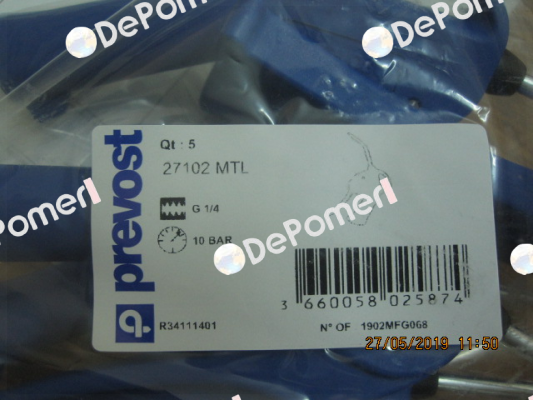 DePomeri
DePomeri
Qt : 5
27102 MTL
G 1/4
10 BAR
prevost
DePomeri
DePomeri
3 660058 025874
R34111401
N° OF 1902MFG068
27/05/2019 11:50